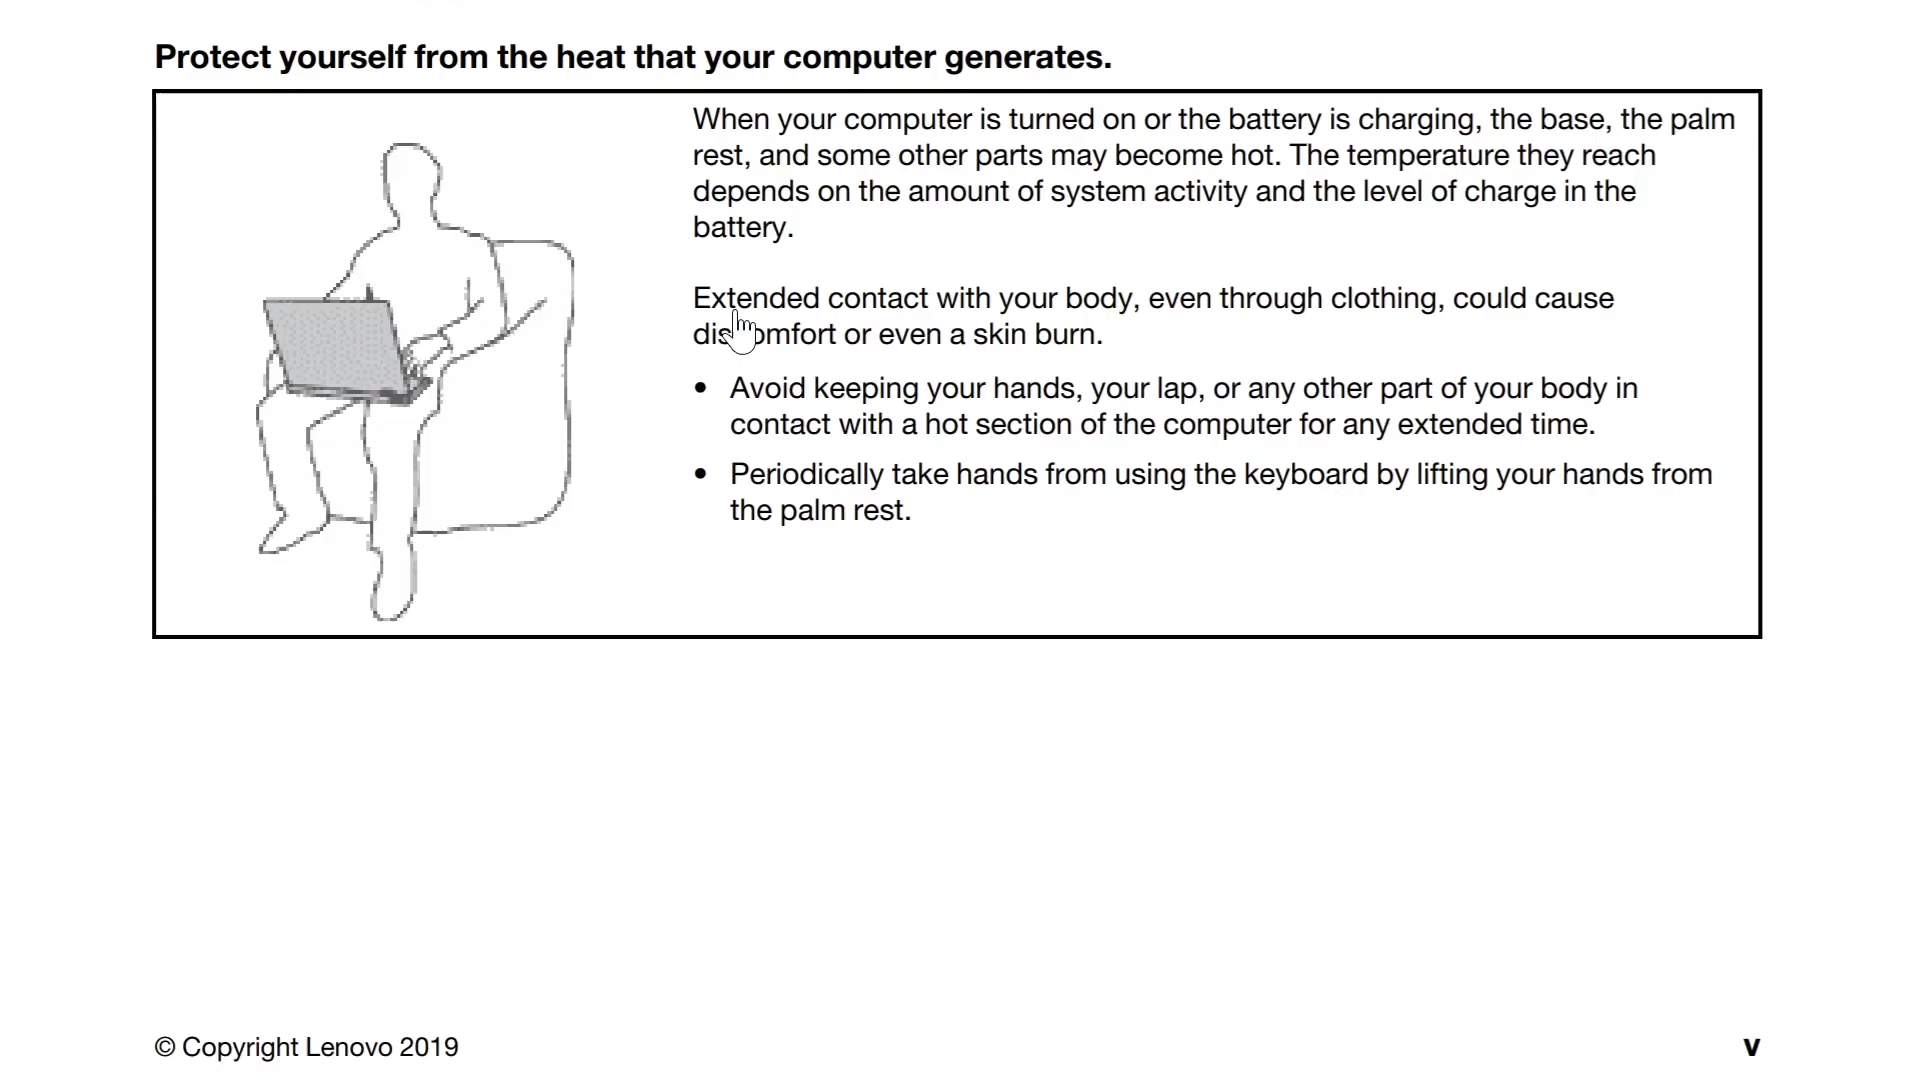 Protect yourself from the heat that your computer generates.
When your computer is turned on or the battery is charging, the base, the palm
rest, and some other parts may become hot. The temperature they reach
depends on the amount of system activity and the level of charge in the
battery.
Extended contact with your body, even through clothing, could cause
discomfort or even a skin burn.
• Avoid keeping your hands, your lap, or any other part of your body in
contact with a hot section of the computer for any extended time.
• Periodically take hands from using the keyboard by lifting your hands from
the palm rest.
© Copyright Lenovo 2019
v